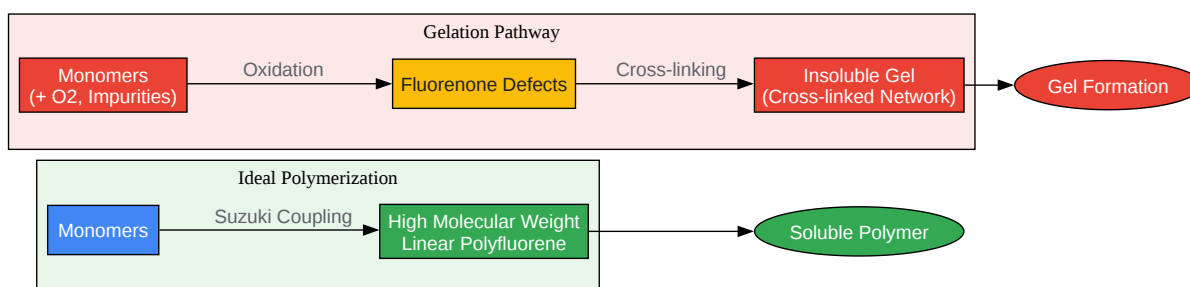 Gelation Pathway
Monomers
(+ O2, Impurities)
Oxidation
Fluorenone Defects
Cross-linking
Insoluble Gel
(Cross-linked Network)
Gel Formation
Ideal Polymerization
Monomers
Suzuki Coupling
High Molecular Weight
Linear Polyfluorene
Soluble Polymer